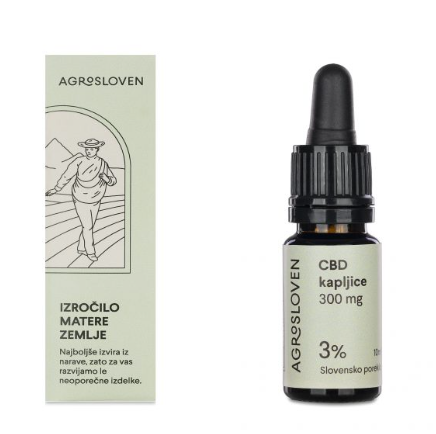 AGROSLOVEN
IZROČILO
MATERE
ZEMLJE
Najboljše izvira iz
narave, zato za vas
razvijamo le
neoporečne izdelke.
AGROSLOVEN
CBD
kapljice
300 mg
3%
Slovensko